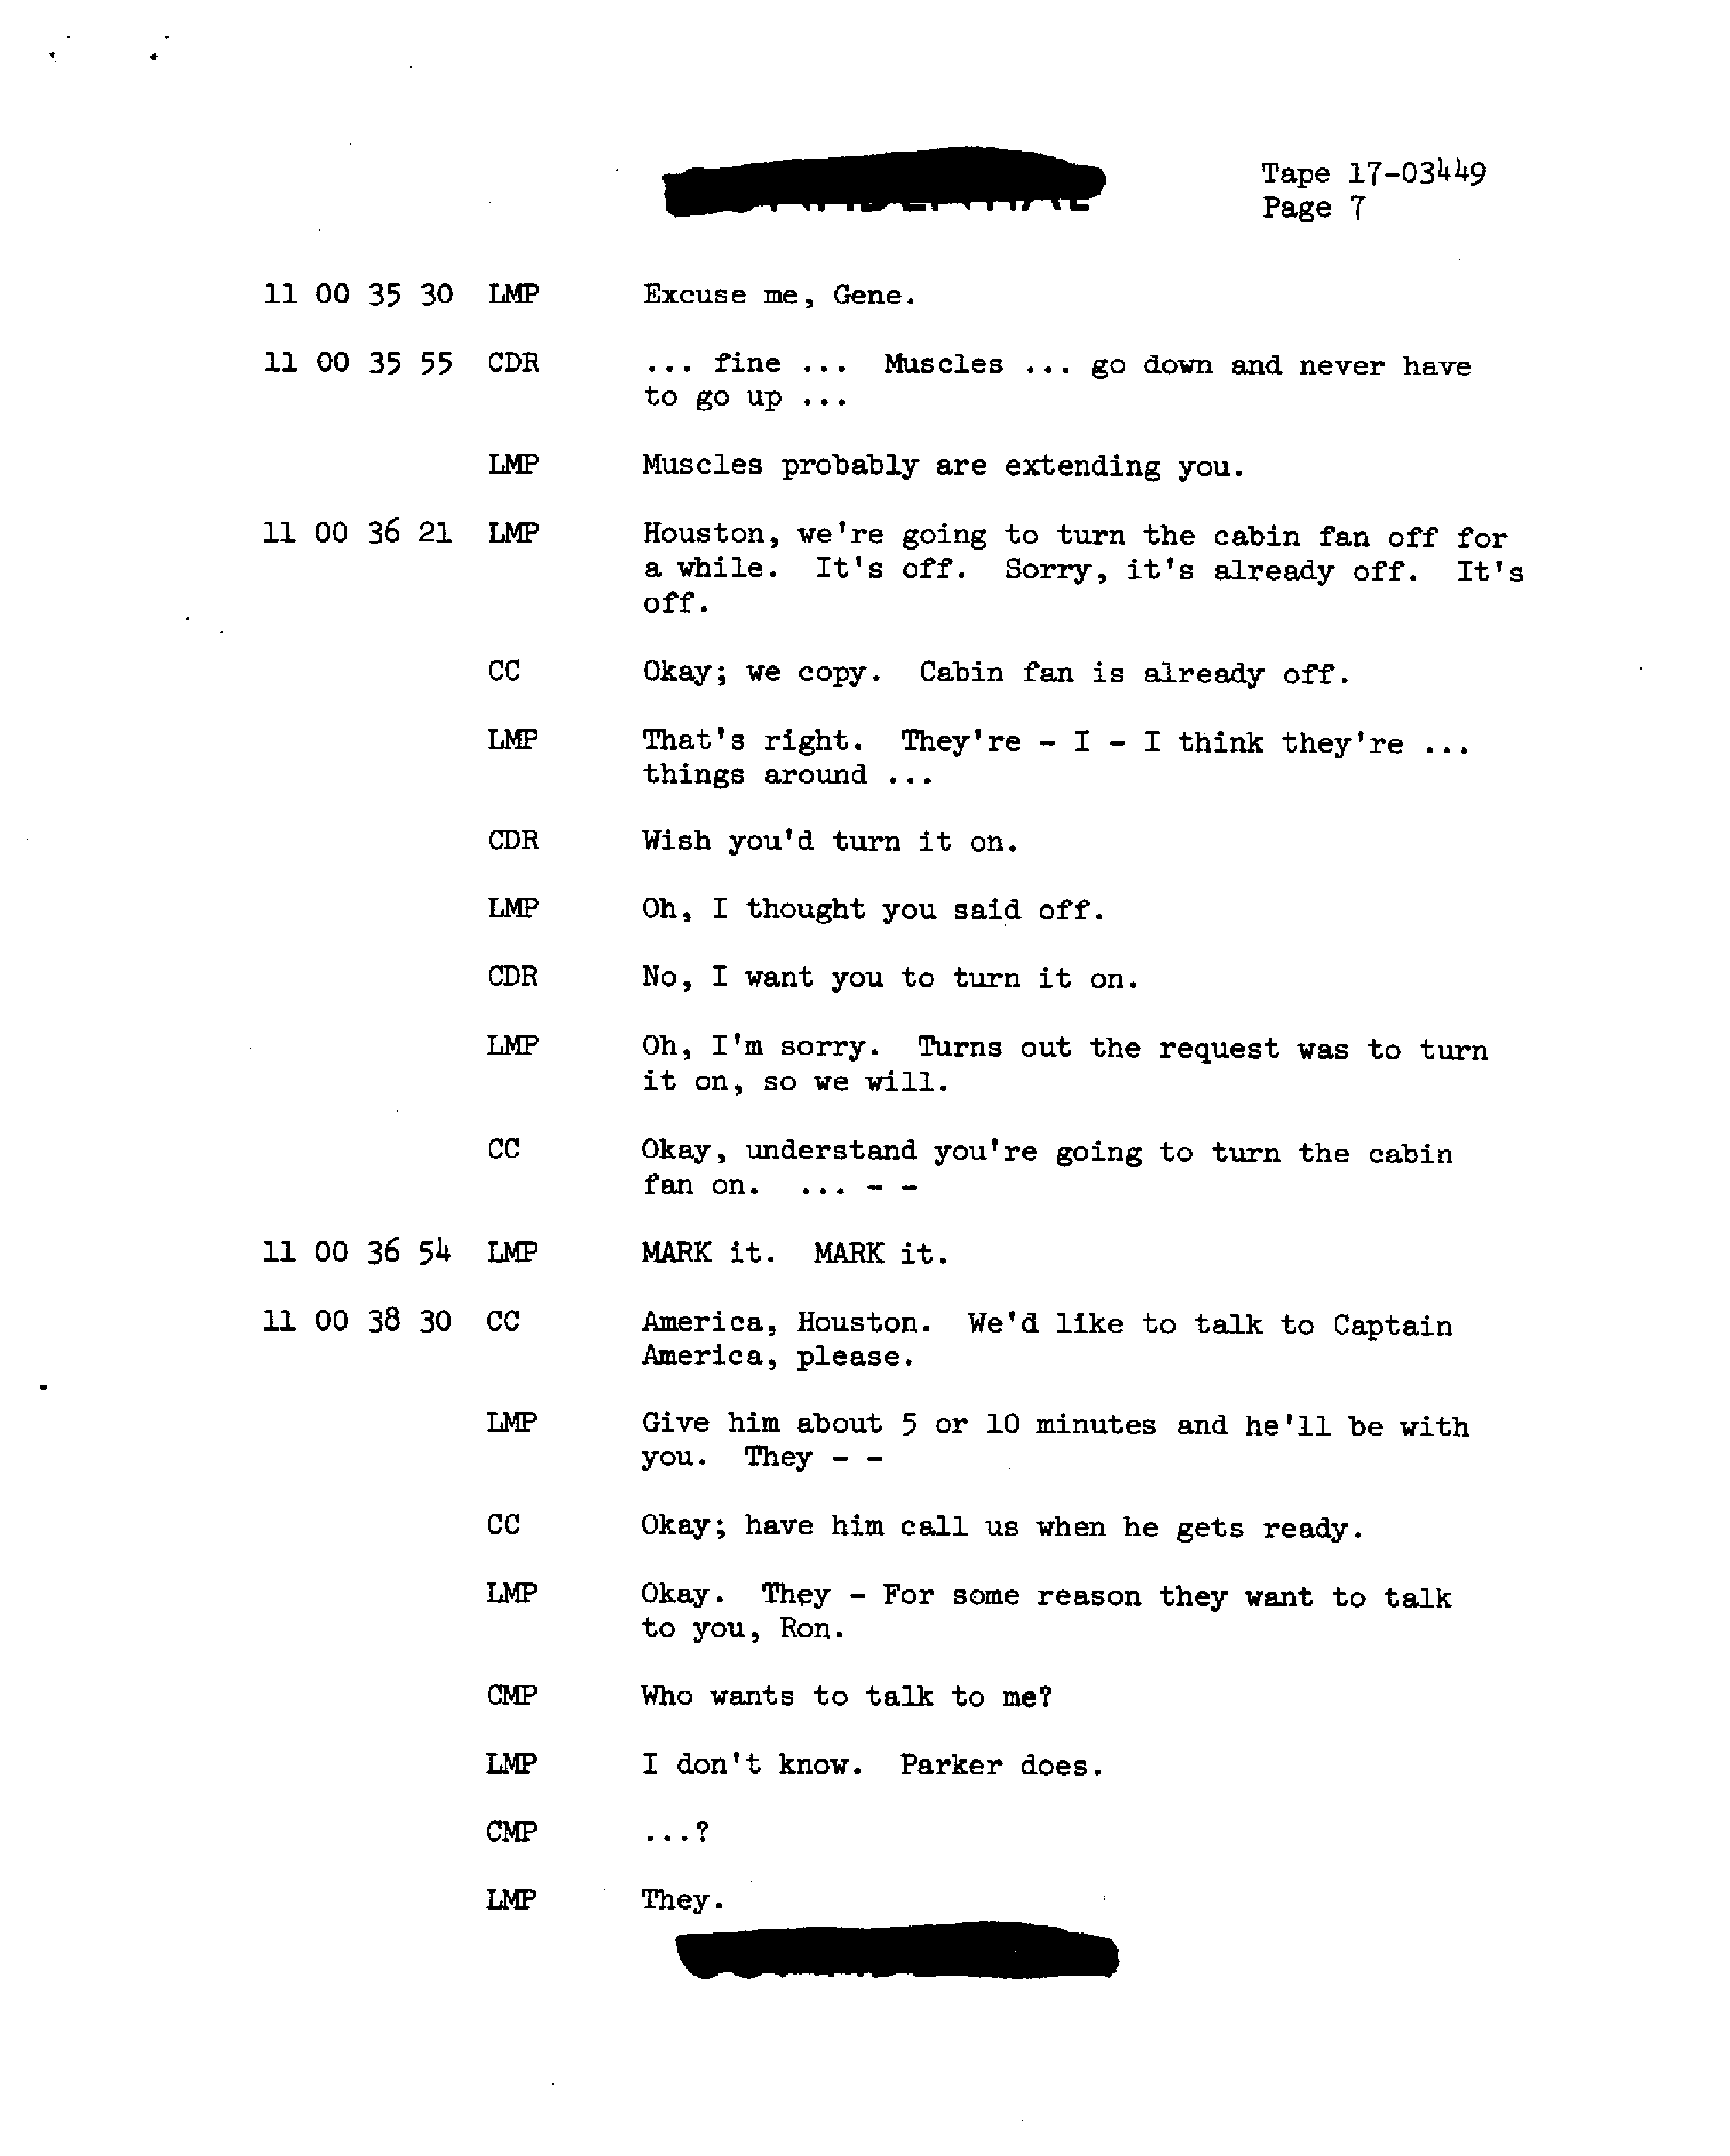 Tape 17-03449
Page 7
11 00 35 30 LMP Excuse me, Gene.
11 00 35 55 CDR ... fine ... Muscles ... go down and never have
to go up ...
LMP Muscles probably are extending you.
11 00 36 21 LMP Houston, we're going to turn the cabin fan off for
a while. It's off. Sorry, it's already off. It's
off.
CC Okay; we copy. Cabin fan is already off.
LMP That's right. They're - I - I think they're ...
things around ...
CDR Wish you'd turn it on.
LMP Oh, I thought you said off.
CDR No, I want you to turn it on.
LMP Oh, I'm sorry. Turns out the request was to turn
it on, so we will.
CC Okay, understand you're going to turn the cabin
fan on. ... - -
11 00 36 54 LMP MARK it. MARK it.
11 00 38 30 CC America, Houston. We'd like to talk to Captain
America, please.
LMP Give him about 5 or 10 minutes and he'll be with
you. They - -
CC Okay; have him call us when he gets ready.
LMP Okay. They - For some reason they want to talk
to you, Ron.
CMP Who wants to talk to me?
LMP I don't know. Parker does.
CMP ...?
LMP They.